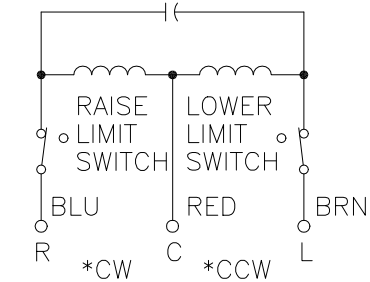 RAISE
LIMIT
SWITCH
LOWER
LIMIT
SWITCH
BLU
RED
BRN
R
C
L
*CW
*CCW